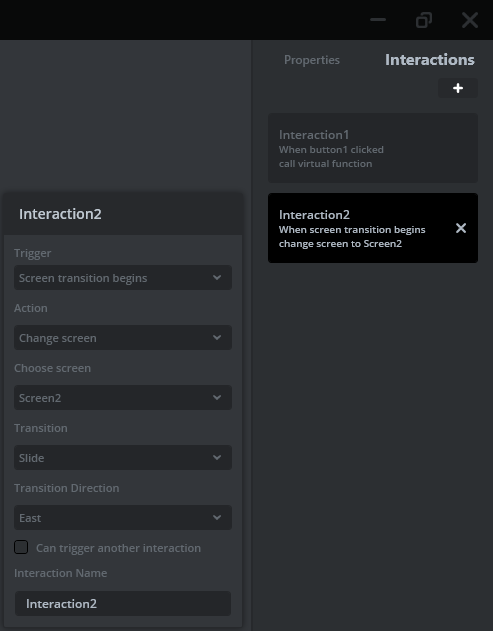 Properties
Interactions
Interaction1
When button1 clicked
call virtual function
Interaction2
When screen transition begins
change screen to Screen2
Interaction2
Trigger
Screen transition begins
Action
Change screen
Choose screen
Screen2
Transition
Slide
Transition Direction
East
Can trigger another interaction
Interaction Name
Interaction2